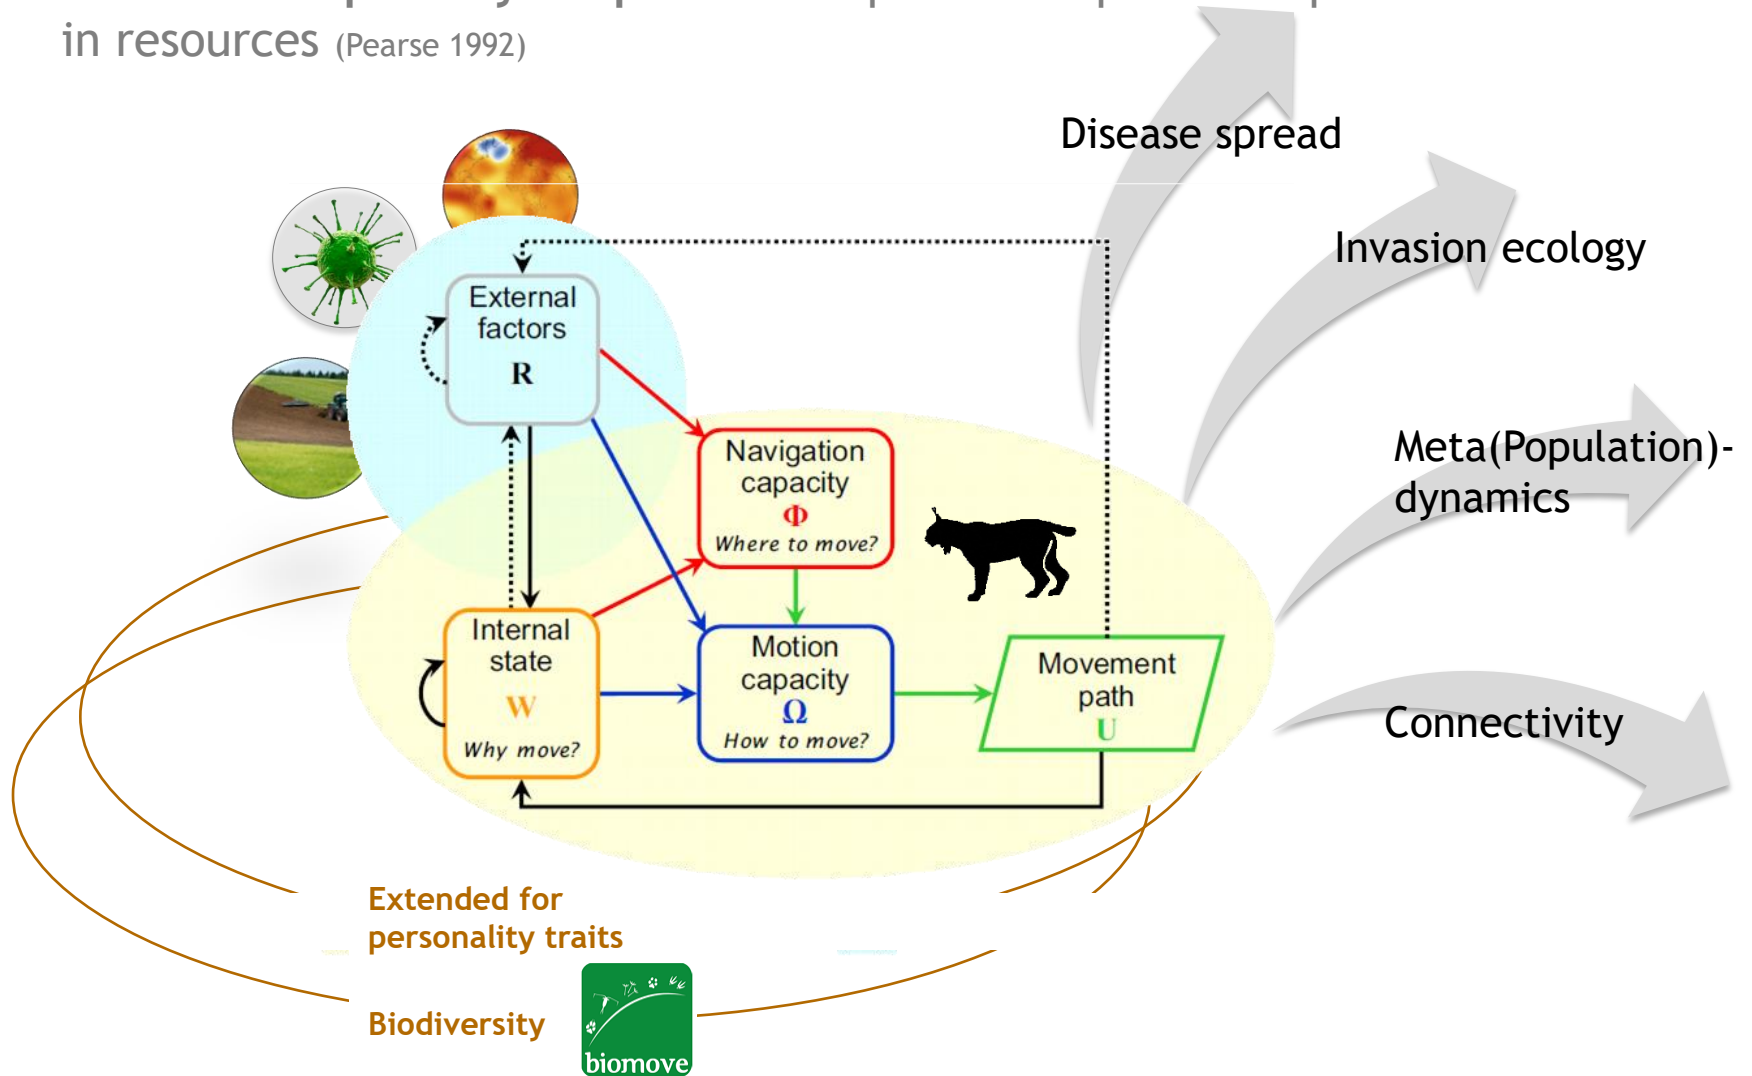 in resources (Pearse 1992)
Disease spread
Invasion ecology
External
factors
R
Navigation
capacity
Φ
Where to move?
Meta(Population)-
dynamics
Internal
state
W
Why move?
Motion
capacity
Ω
How to move?
Movement
path
U
Connectivity
Extended for
personality traits
Biodiversity
biomove